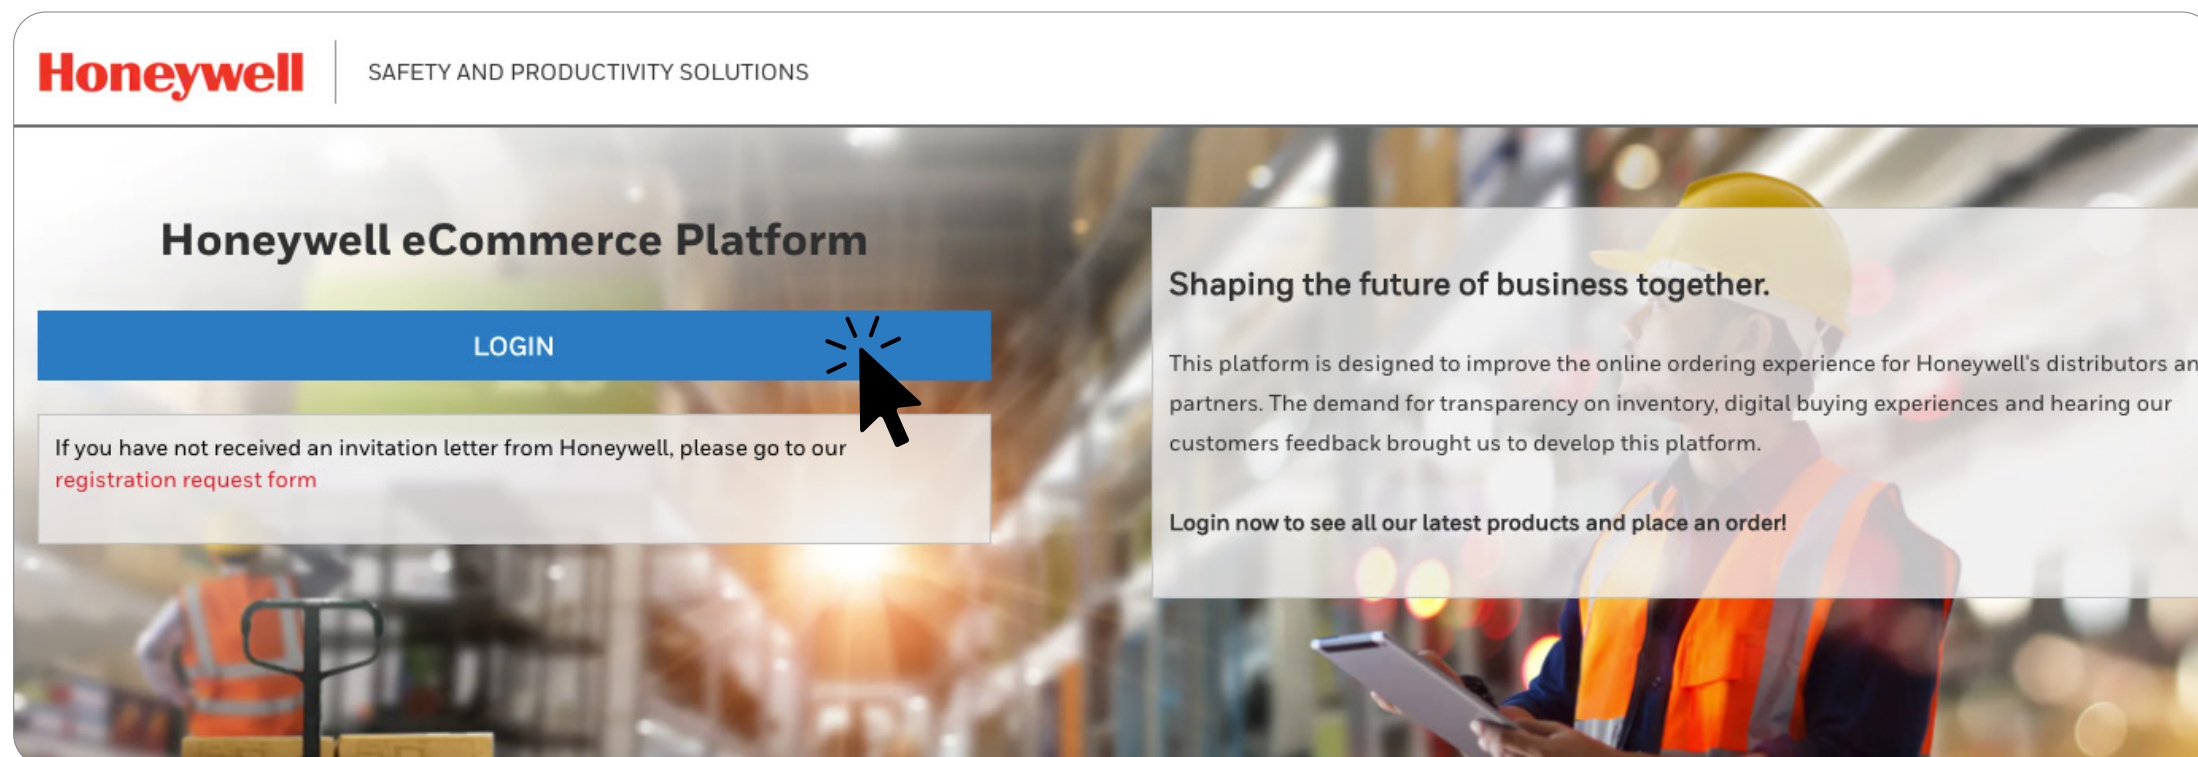 Honeywell
SAFETY AND PRODUCTIVITY SOLUTIONS
Honeywell eCommerce Platform
LOGIN
If you have not received an invitation letter from Honeywell, please go to our
registration request form
Shaping the future of business together.
This platform is designed to improve the online ordering experience for Honeywell's distributors an
partners. The demand for transparency on inventory, digital buying experiences and hearing our
customers feedback brought us to develop this platform.
Login now to see all our latest products and place an order!